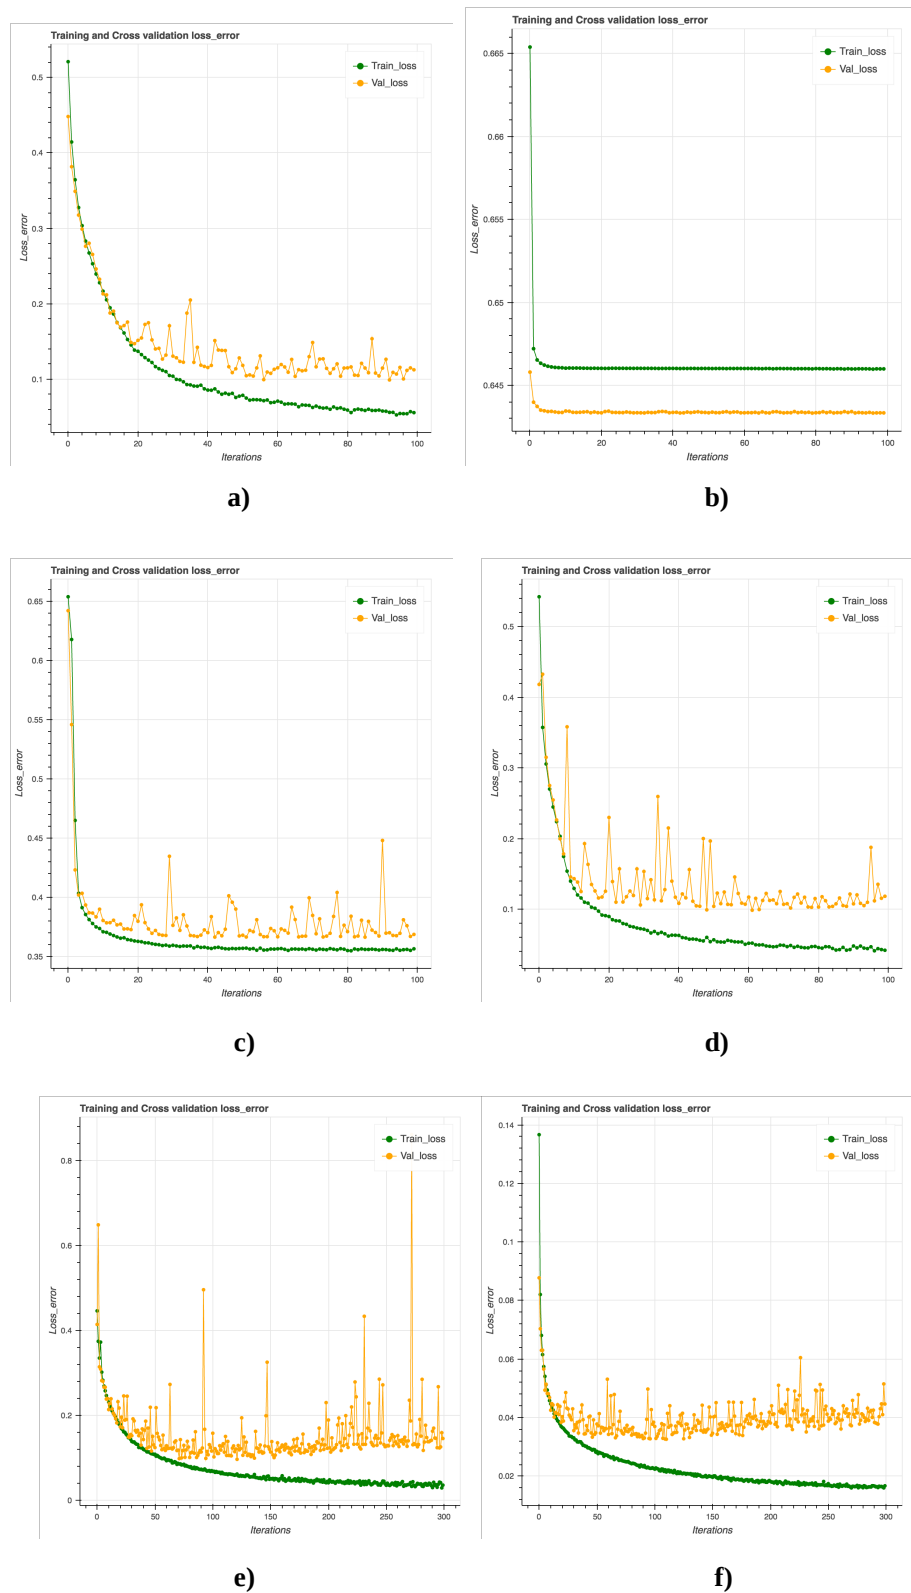 Training and Cross validation loss_error
Train_loss
Val_loss
0.5
0.4
0.3
0.2
0.1
Loss_error
0 20 40 60 80 100
Iterations
a)
Training and Cross validation loss_error
Train_loss
Val_loss
0.665
0.66
0.655
0.65
0.645
Loss_error
0 20 40 60 80 100
Iterations
b)
Training and Cross validation loss_error
Train_loss
Val_loss
0.65
0.6
0.55
0.5
0.45
0.4
0.35
Loss_error
0 20 40 60 80 100
Iterations
c)
Training and Cross validation loss_error
Train_loss
Val_loss
0.5
0.4
0.3
0.2
0.1
Loss_error
0 20 40 60 80 100
Iterations
d)
Training and Cross validation loss_error
Train_loss
Val_loss
0.8
0.6
0.4
0.2
0
Loss_error
0 50 100 150 200 250 300
Iterations
e)
Training and Cross validation loss_error
Train_loss
Val_loss
0.14
0.12
0.1
0.08
0.06
0.04
0.02
Loss_error
0 50 100 150 200 250 300
Iterations
f)